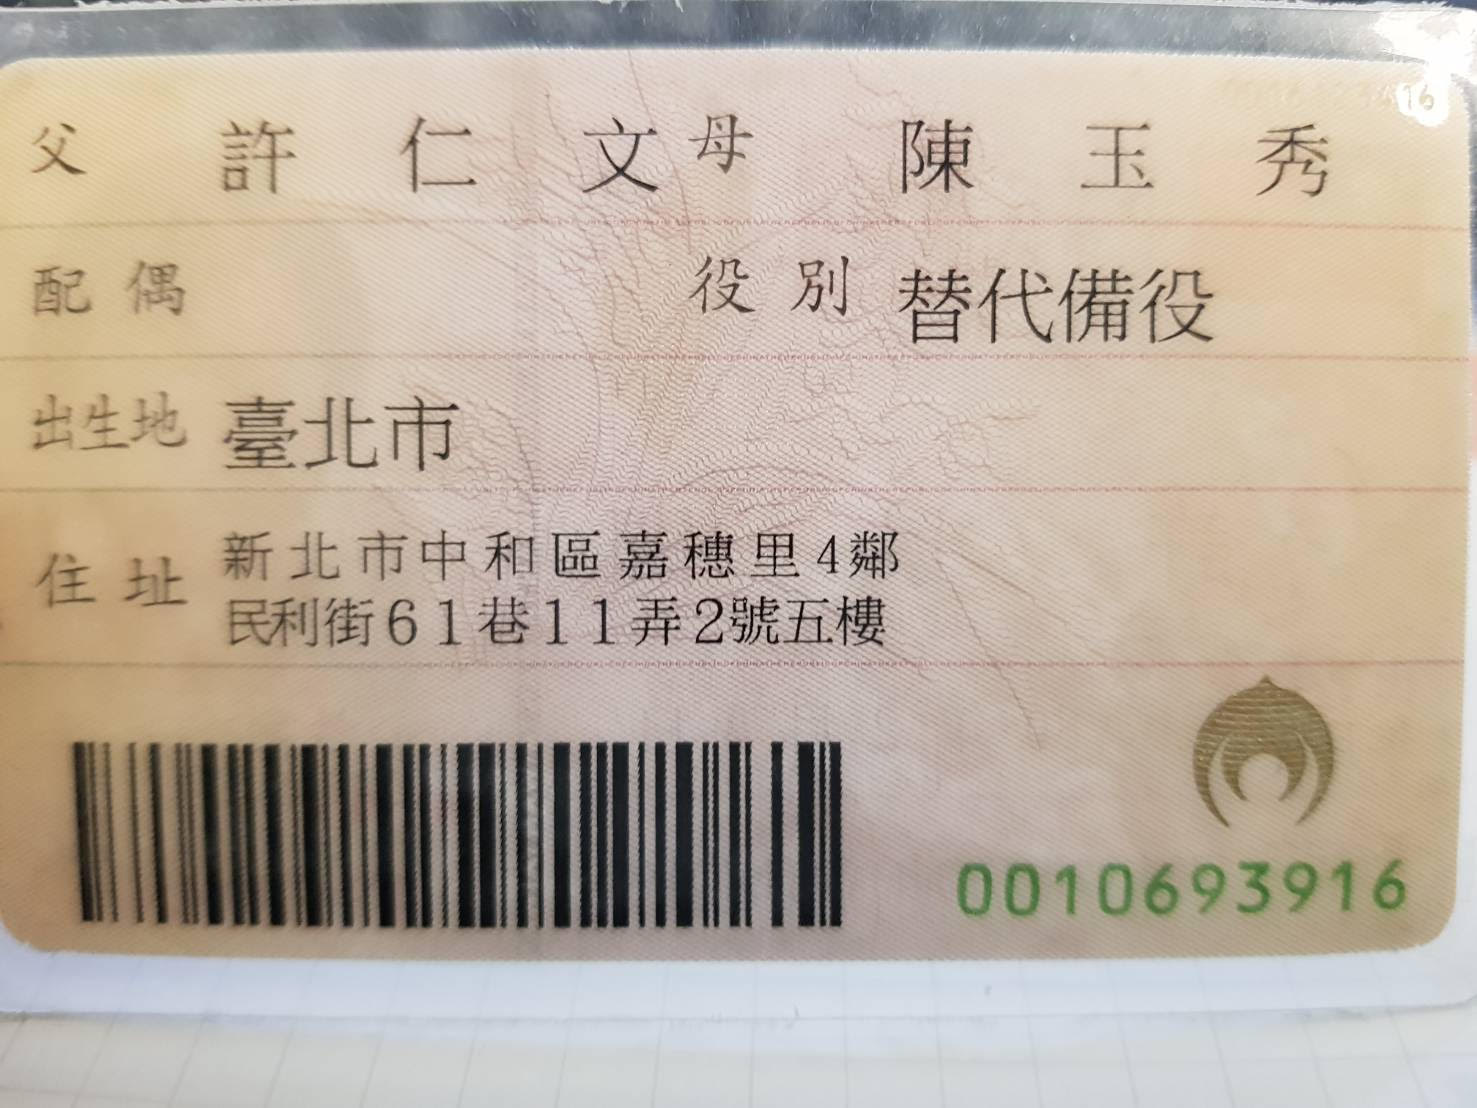 父 許仁文 母 陳玉秀
配偶 役別 替代備役
出生地 臺北市
住址 新北市中和區嘉穗里4鄰
民利街61巷11弄2號五樓
0010693916